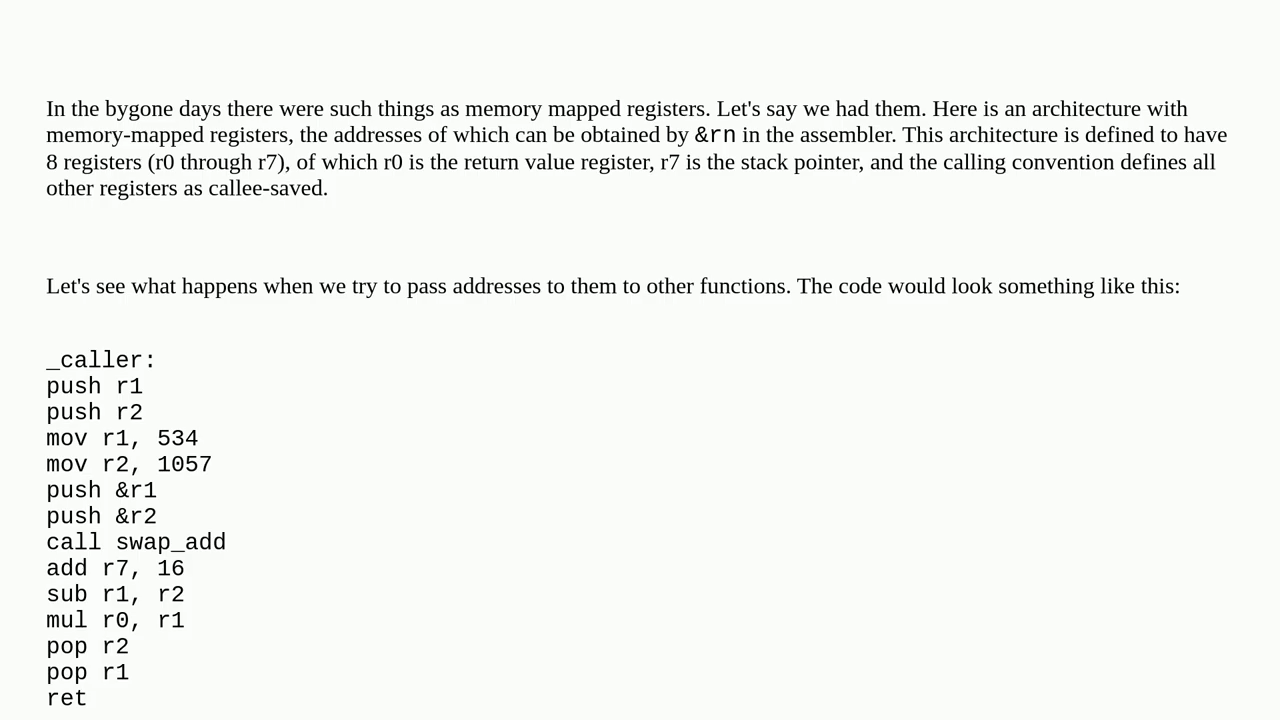 In the bygone days there were such things as memory mapped registers. Let's say we had them. Here is an architecture with
memory-mapped registers, the addresses of which can be obtained by &rn in the assembler. This architecture is defined to have
8 registers (r0 through r7), of which r0 is the return value register, r7 is the stack pointer, and the calling convention defines all
other registers as callee-saved.
Let's see what happens when we try to pass addresses to them to other functions. The code would look something like this:
_caller:
push r1
push r2
mov r1, 534
mov r2, 1057
push &r1
push &r2
call swap_add
add r7, 16
sub r1, r2
mul r0, r1
pop r2
pop r1
ret